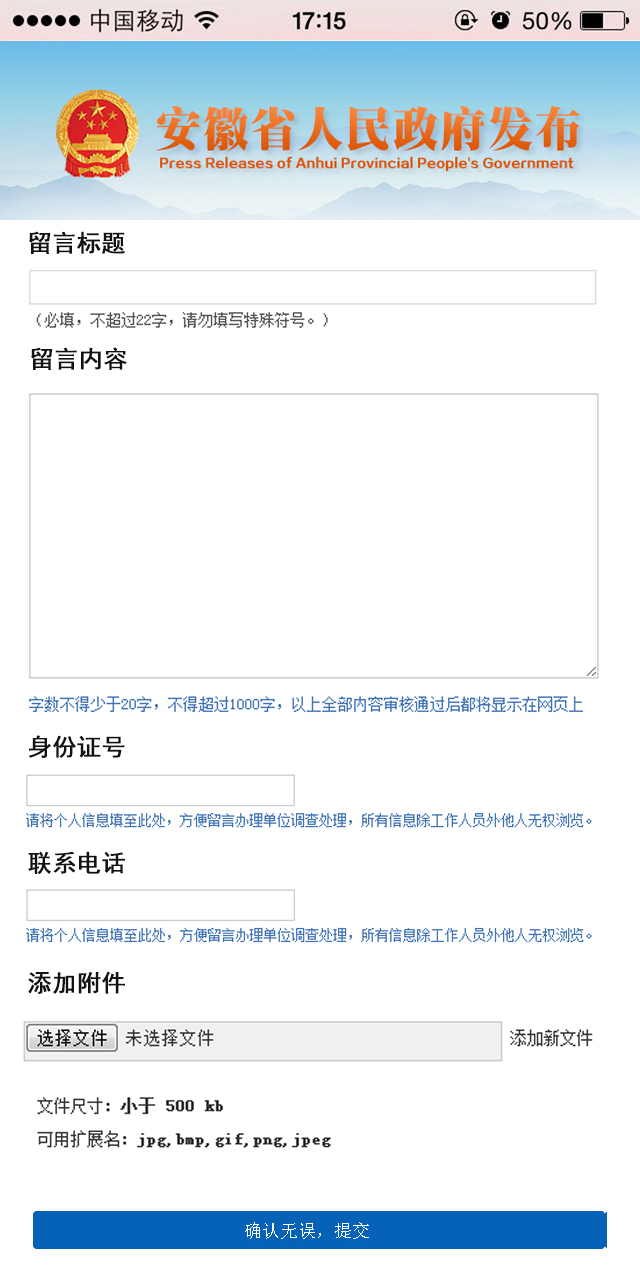 中国移动 17:15 50%
安徽省人民政府发布
Press Releases of Anhui Provincial People's Government
留言标题
（必填，不超过22字，请勿填写特殊符号。）
留言内容
字数不得少于20字，不得超过1000字，以上全部内容审核通过后都将显示在网页上
身份证号
请将个人信息填至此处，方便留言办理单位调查处理，所有信息除工作人员外他人无权浏览。
联系电话
请将个人信息填至此处，方便留言办理单位调查处理，所有信息除工作人员外他人无权浏览。
添加附件
选择文件 未选择文件 添加新文件
文件尺寸：小于 500 kb
可用扩展名：jpg,bmp,gif,png,jpeg
确认无误，提交